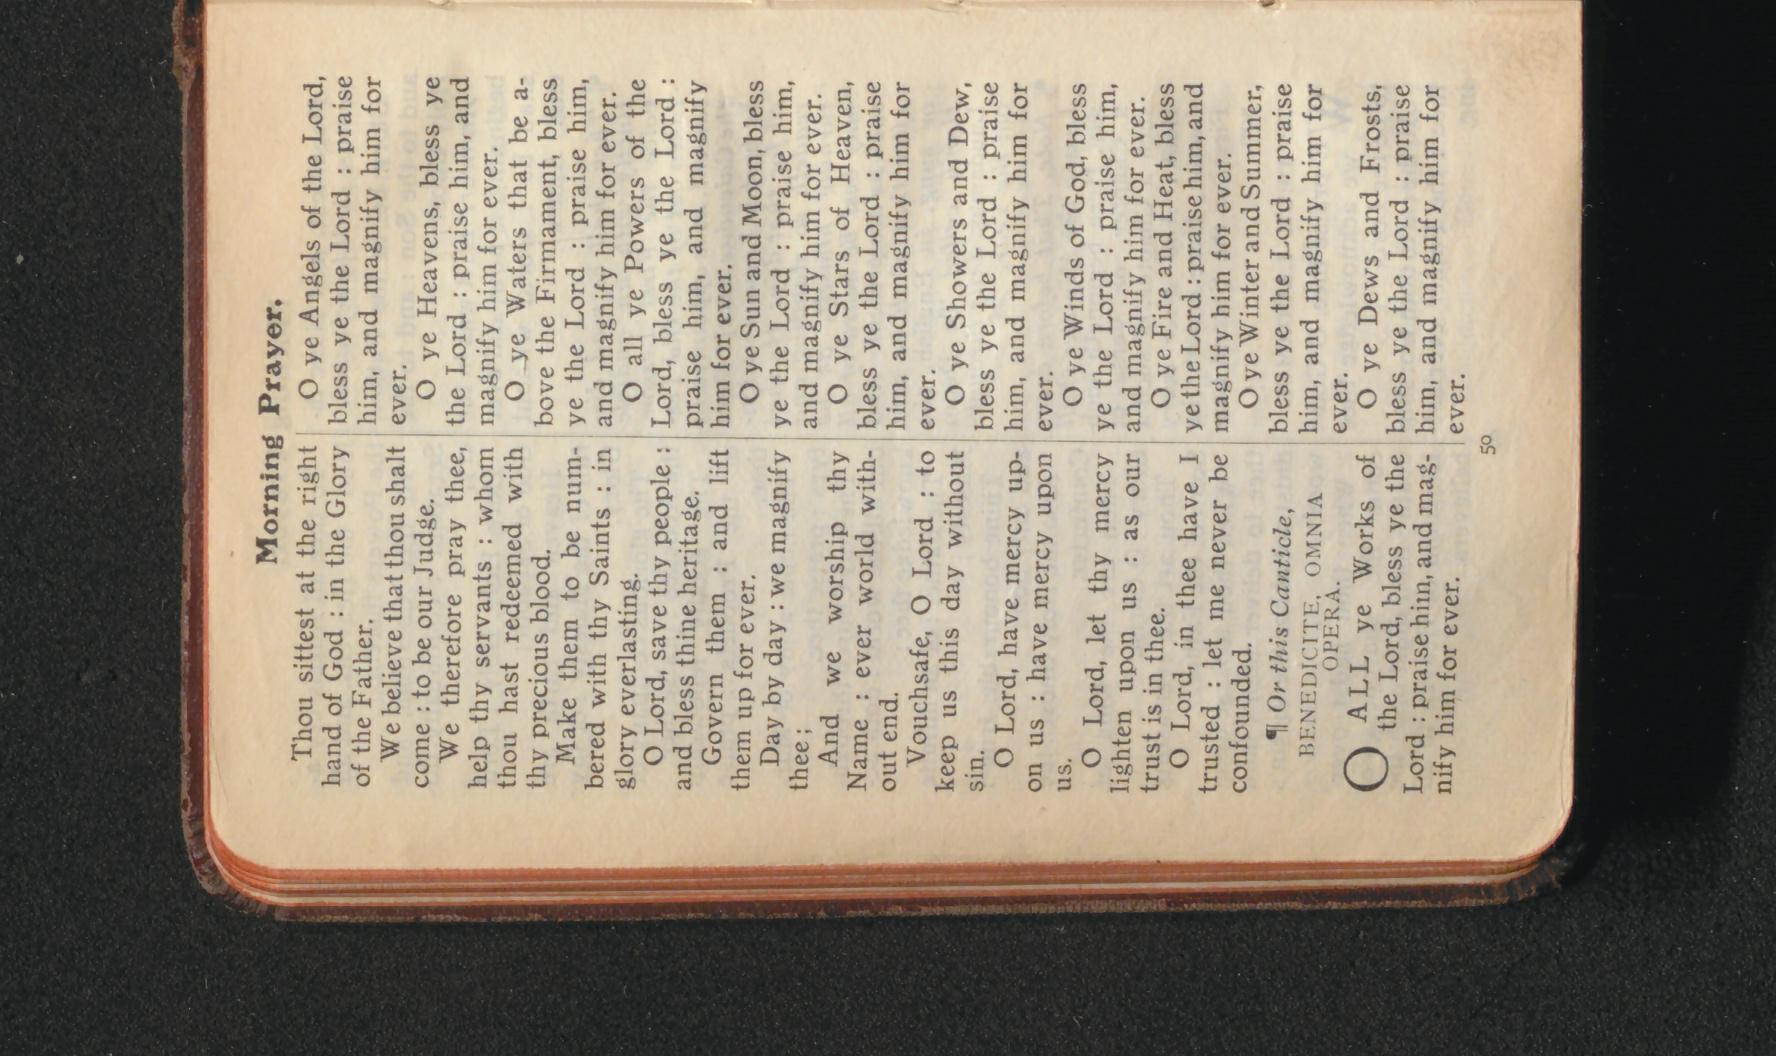 Morning Prayer.
Thou sittest at the right
hand of God : in the Glory
of the Father.
We believe that thou shalt
come : to be our Judge.
We therefore pray thee,
help thy servants : whom
thou hast redeemed with
thy precious blood.
Make them to be num-
bered with thy Saints : in
glory everlasting.
O Lord, save thy people :
and bless thine heritage.
Govern them : and lift
them up for ever.
Day by day : we magnify
thee;
And we worship thy
Name : ever world with-
out end.
Vouchsafe, O Lord : to
keep us this day without
sin.
O Lord, have mercy up-
on us : have mercy upon
us.
O Lord, let thy mercy
lighten upon us : as our
trust is in thee.
O Lord, in thee have I
trusted : let me never be
confounded.
¶ Or this Canticle,
BENEDICITE, OMNIA
OPERA.
O ALL ye Works of
the Lord, bless ye the
Lord : praise him, and mag-
nify him for ever.
O ye Angels of the Lord,
bless ye the Lord : praise
him, and magnify him for
ever.
O ye Heavens, bless ye
the Lord : praise him, and
magnify him for ever.
O ye Waters that be a-
bove the Firmament, bless
ye the Lord : praise him,
and magnify him for ever.
O all ye Powers of the
Lord, bless ye the Lord :
praise him, and magnify
him for ever.
O ye Sun and Moon, bless
ye the Lord : praise him,
and magnify him for ever.
O ye Stars of Heaven,
bless ye the Lord : praise
him, and magnify him for
ever.
O ye Showers and Dew,
bless ye the Lord : praise
him, and magnify him for
ever.
O ye Winds of God, bless
ye the Lord : praise him,
and magnify him for ever.
O ye Fire and Heat, bless
ye the Lord : praise him, and
magnify him for ever.
O ye Winter and Summer,
bless ye the Lord : praise
him, and magnify him for
ever.
O ye Dews and Frosts,
bless ye the Lord : praise
him, and magnify him for
ever.
50